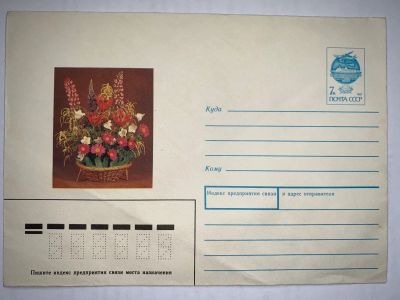 7к
ПОЧТА СССР
Куда
Кому
Индекс предприятия связи и адрес отправителя
Пишите индекс предприятия связи места назначения